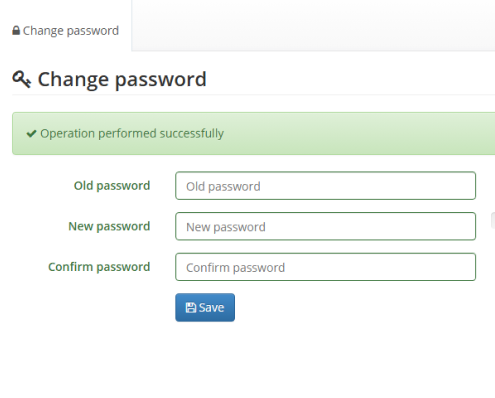 Change password
Change password
Operation performed successfully
Old password Old password
New password New password
Confirm password Confirm password
Save